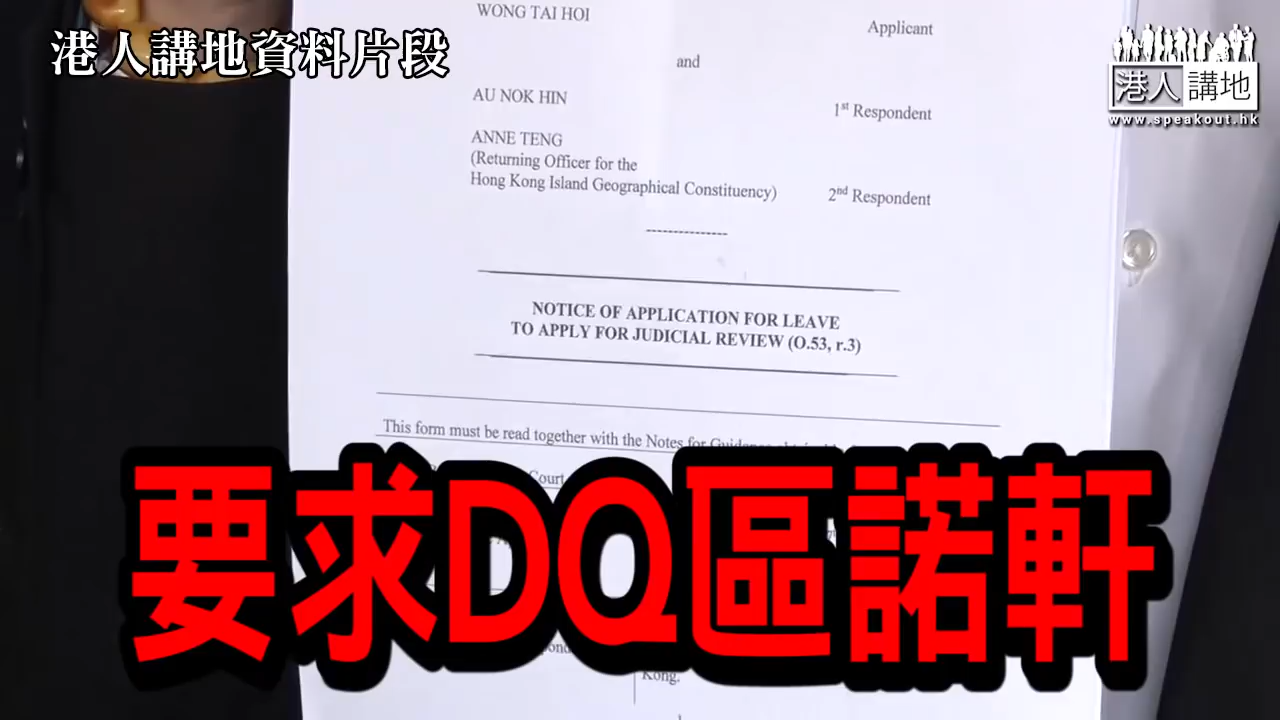 港人講地資料片段
港人講地
www.speakout.hk
WONG TAI HOI
Applicant
and
AU NOK HIN
1st Respondent
ANNE TENG
(Returning Officer for the
Hong Kong Island Geographical Constituency)
2nd Respondent
---------------
NOTICE OF APPLICATION FOR LEAVE
TO APPLY FOR JUDICIAL REVIEW (O.53, r.3)
This form must be read together with the Notes for
Court
要求DQ區諾軒
Kong.